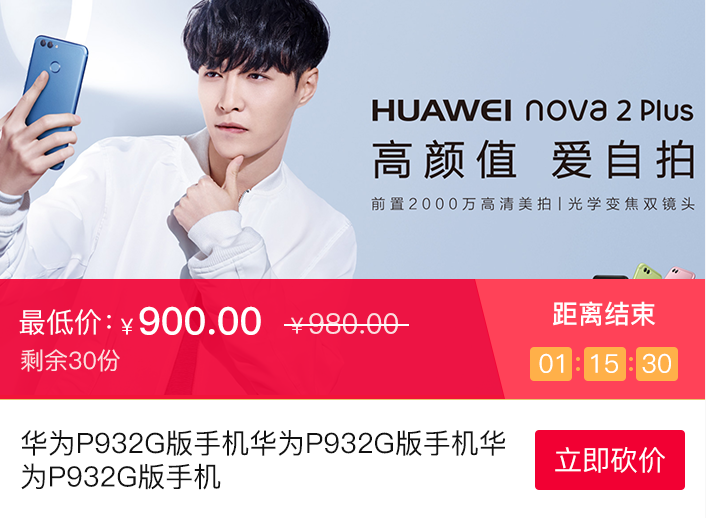 HUAWEI nova 2 Plus
高颜值 爱自拍
前置2000万高清美拍|光学变焦双镜头
最低价：¥900.00 ¥980.00
剩余30份
距离结束
01:15:30
华为P932G版手机华为P932G版手机华
为P932G版手机
立即砍价